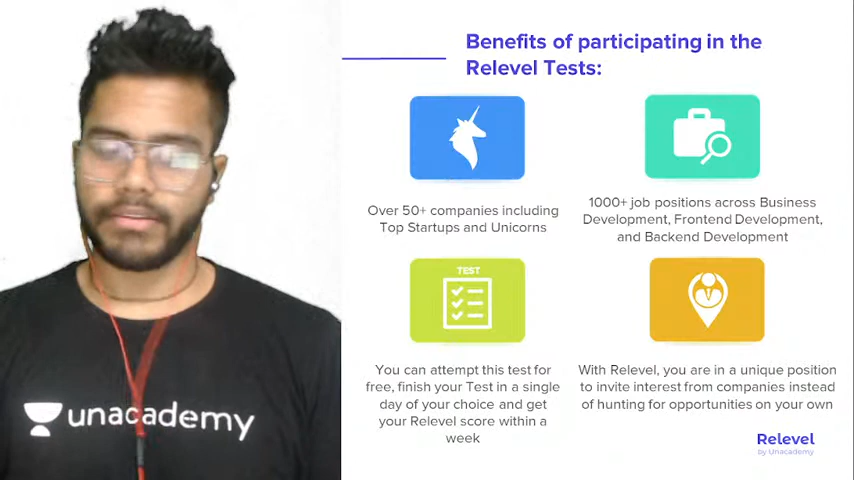 Benefits of participating in the
Relevel Tests:
Over 50+ companies including
Top Startups and Unicorns
1000+ job positions across Business
Development, Frontend Development,
and Backend Development
TEST
You can attempt this test for
free, finish your Test in a single
day of your choice and get
your Relevel score within a
week
With Relevel, you are in a unique position
to invite interest from companies instead
of hunting for opportunities on your own
unacademy
Relevel
by Unacademy